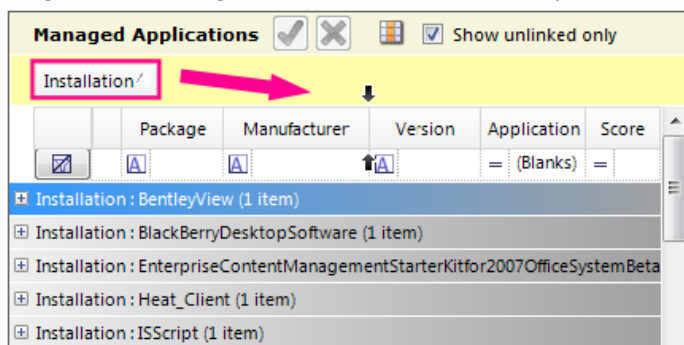 Managed Applications Show unlinked only
Installation
Package Manufacturer Version Application Score
A A A = (Blanks) =
Installation : BentleyView (1 item)
Installation : BlackBerryDesktopSoftware (1 item)
Installation : EnterpriseContentManagementStarterKitfor2007OfficeSystemBeta
Installation : Heat_Client (1 item)
Installation : ISScript (1 item)